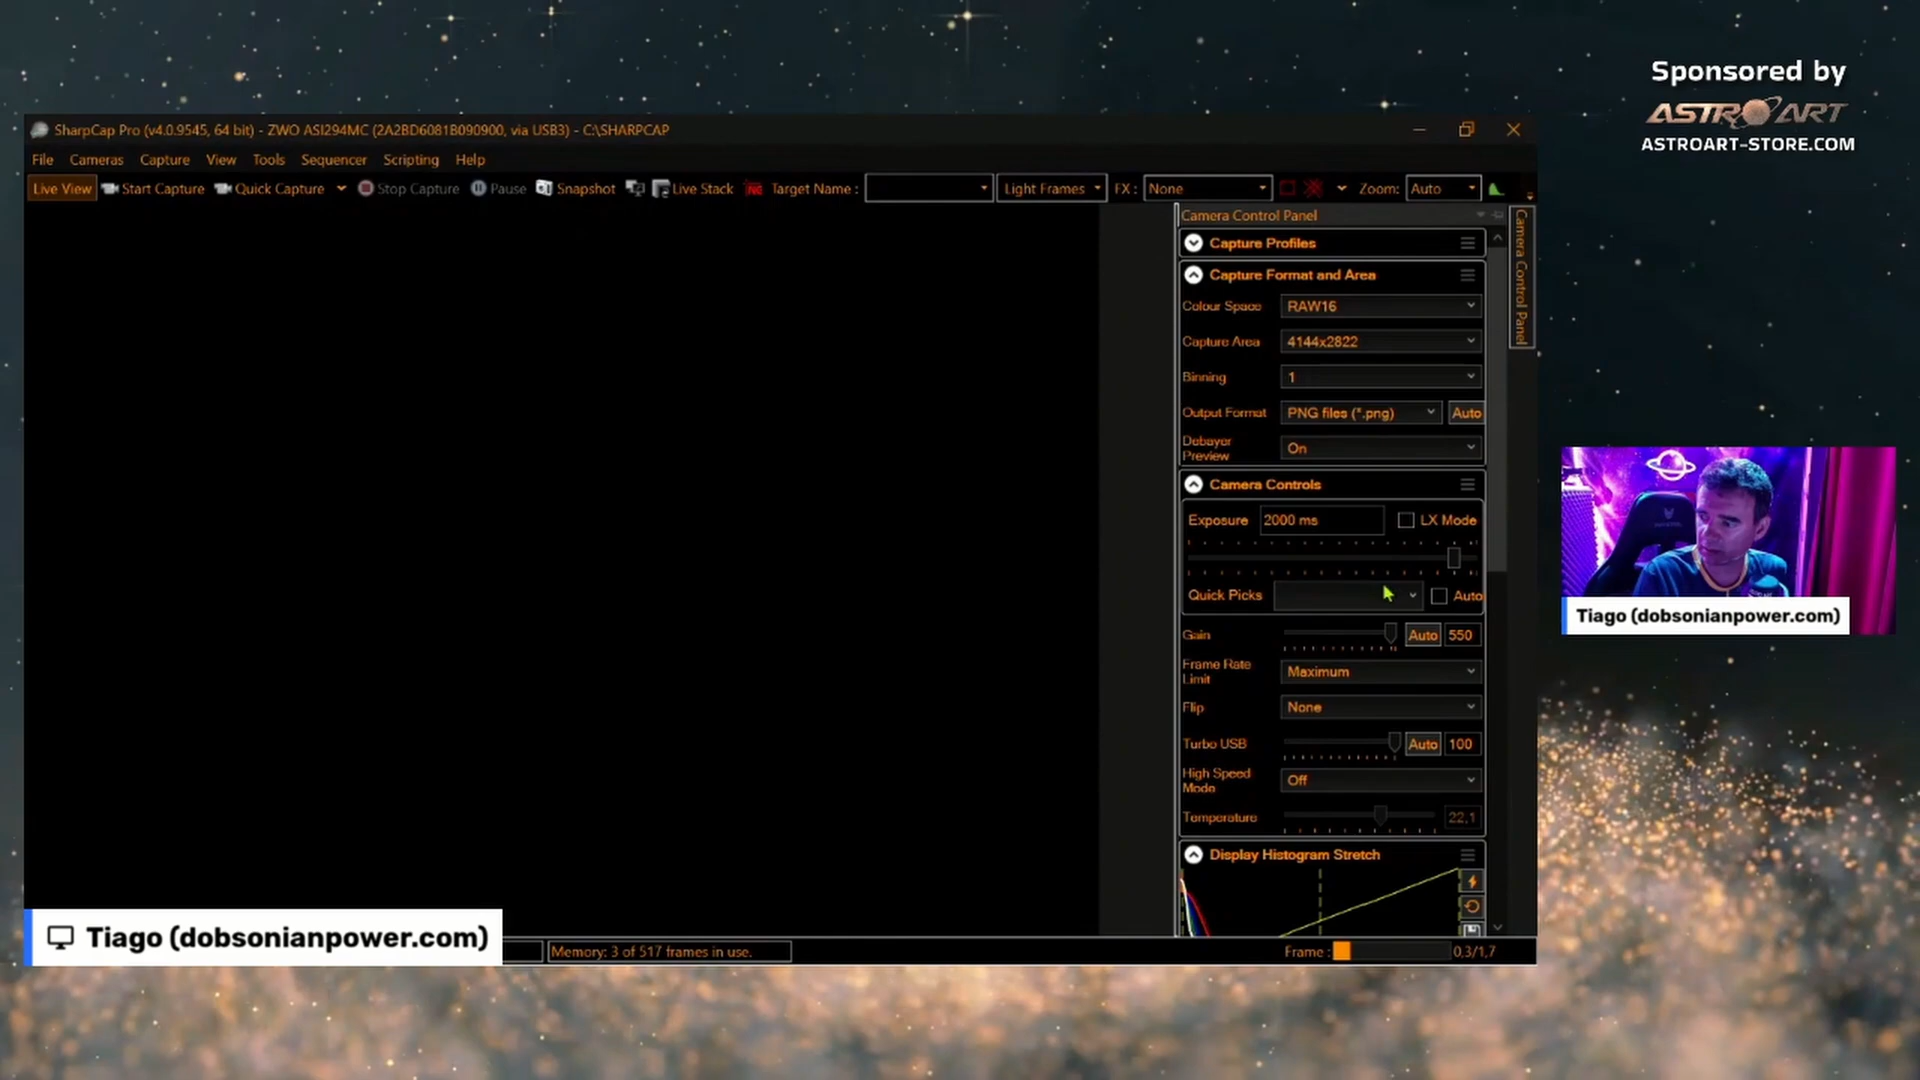 Sponsored by
ASTROART
ASTROART-STORE.COM
SharpCap Pro (v4.0.9545, 64 bit) - ZWO ASI294MC (2A2BD6081B090900, via USB3) - C:\SHARPCAP
File Cameras Capture View Tools Sequencer Scripting Help
Live View Start Capture Quick Capture Stop Capture Pause Snapshot Live Stack Target Name : Light Frames FX : None Zoom: Auto
Camera Control Panel
Camera Control Panel
Capture Profiles
Capture Format and Area
Colour Space RAW16
Capture Area 4144x2822
Binning 1
Output Format PNG files (*.png) Auto
Debayer Preview On
Camera Controls
Exposure 2000 ms LX Mode
Quick Picks Auto
Gain Auto 550
Frame Rate Limit Maximum
Flip None
Turbo USB Auto 100
High Speed Mode Off
Temperature 22,1
Display Histogram Stretch
Memory: 3 of 517 frames in use.
Frame : 0,3/1,7
Tiago (dobsonianpower.com)
Tiago (dobsonianpower.com)